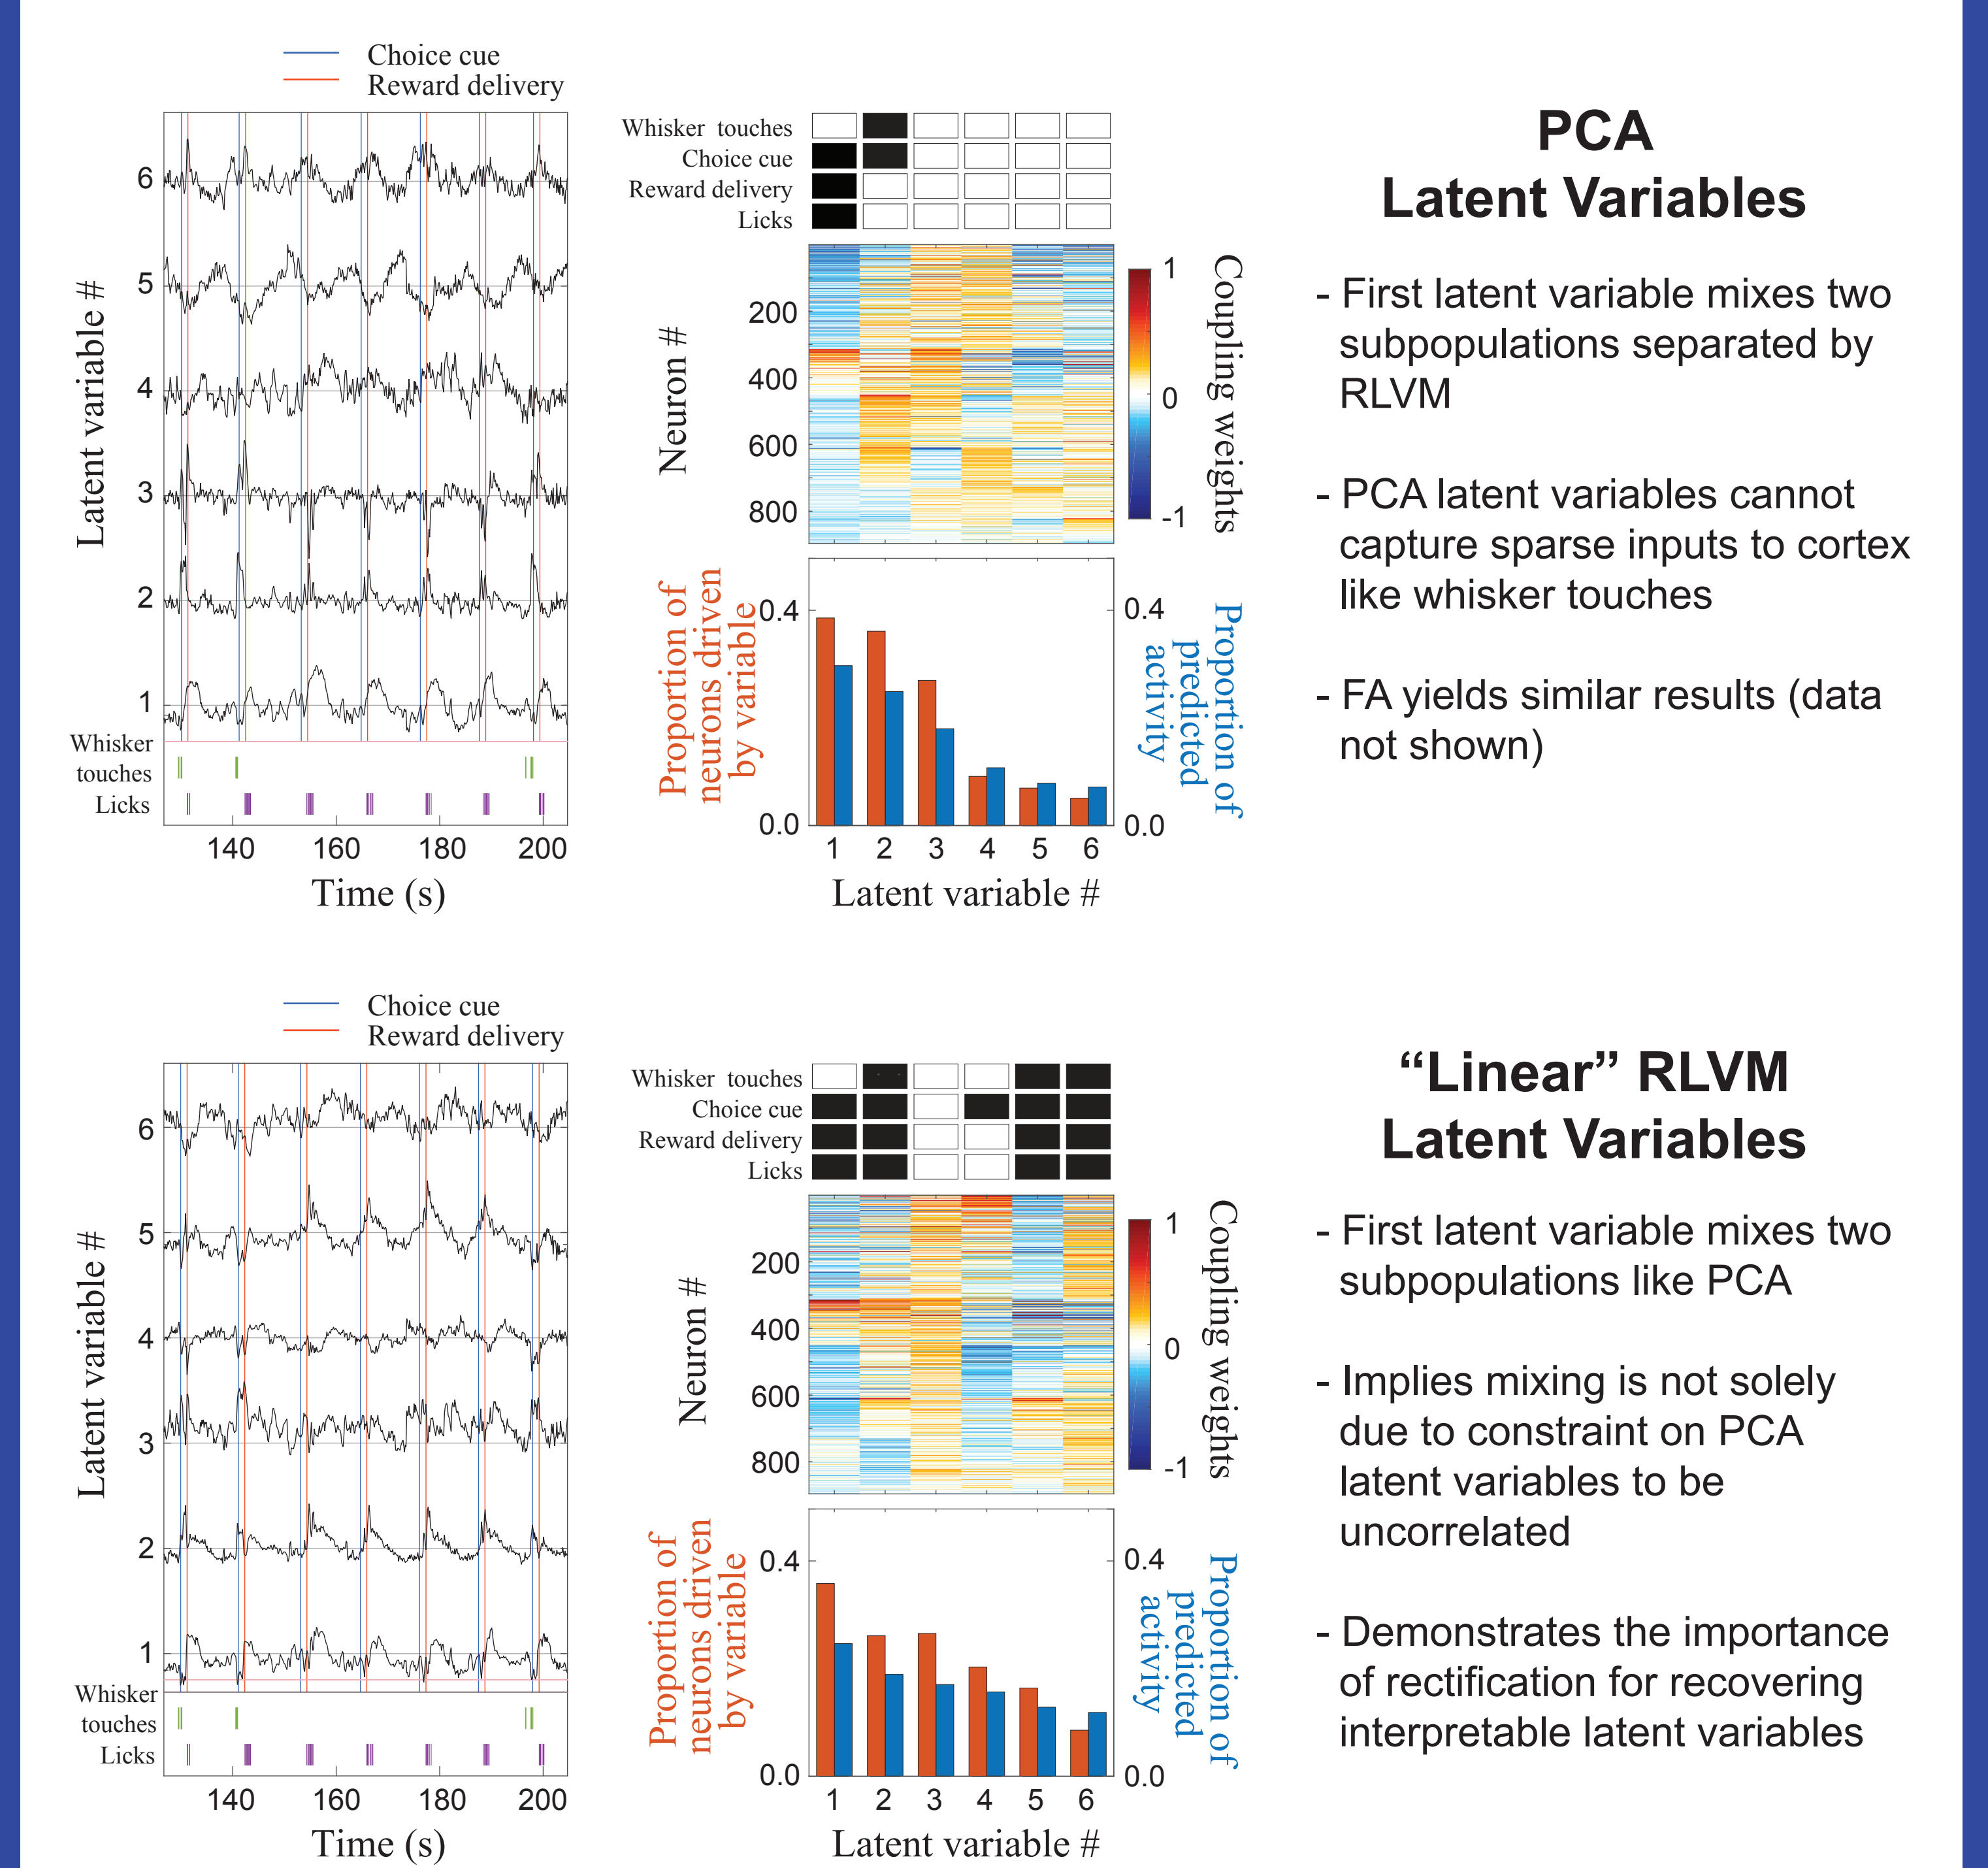 Choice cue
Reward delivery
6
5
4
3
2
1
Latent variable #
Whisker
touches
Licks
140 160 180 200
Time (s)
Whisker touches
Choice cue
Reward delivery
Licks
200
400
600
800
Neuron #
1
0
-1
Coupling weights
Proportion of
neurons driven
by variable
0.4
0.0
0.4
0.0
Proportion of
predicted
activity
1 2 3 4 5 6
Latent variable #
PCA
Latent Variables
- First latent variable mixes two
subpopulations separated by
RLVM
- PCA latent variables cannot
capture sparse inputs to cortex
like whisker touches
- FA yields similar results (data
not shown)
Choice cue
Reward delivery
6
5
4
3
2
1
Latent variable #
Whisker
touches
Licks
140 160 180 200
Time (s)
Whisker touches
Choice cue
Reward delivery
Licks
200
400
600
800
Neuron #
1
0
-1
Coupling weights
Proportion of
neurons driven
by variable
0.4
0.0
0.4
0.0
Proportion of
predicted
activity
1 2 3 4 5 6
Latent variable #
“Linear” RLVM
Latent Variables
- First latent variable mixes two
subpopulations like PCA
- Implies mixing is not solely
due to constraint on PCA
latent variables to be
uncorrelated
- Demonstrates the importance
of rectification for recovering
interpretable latent variables